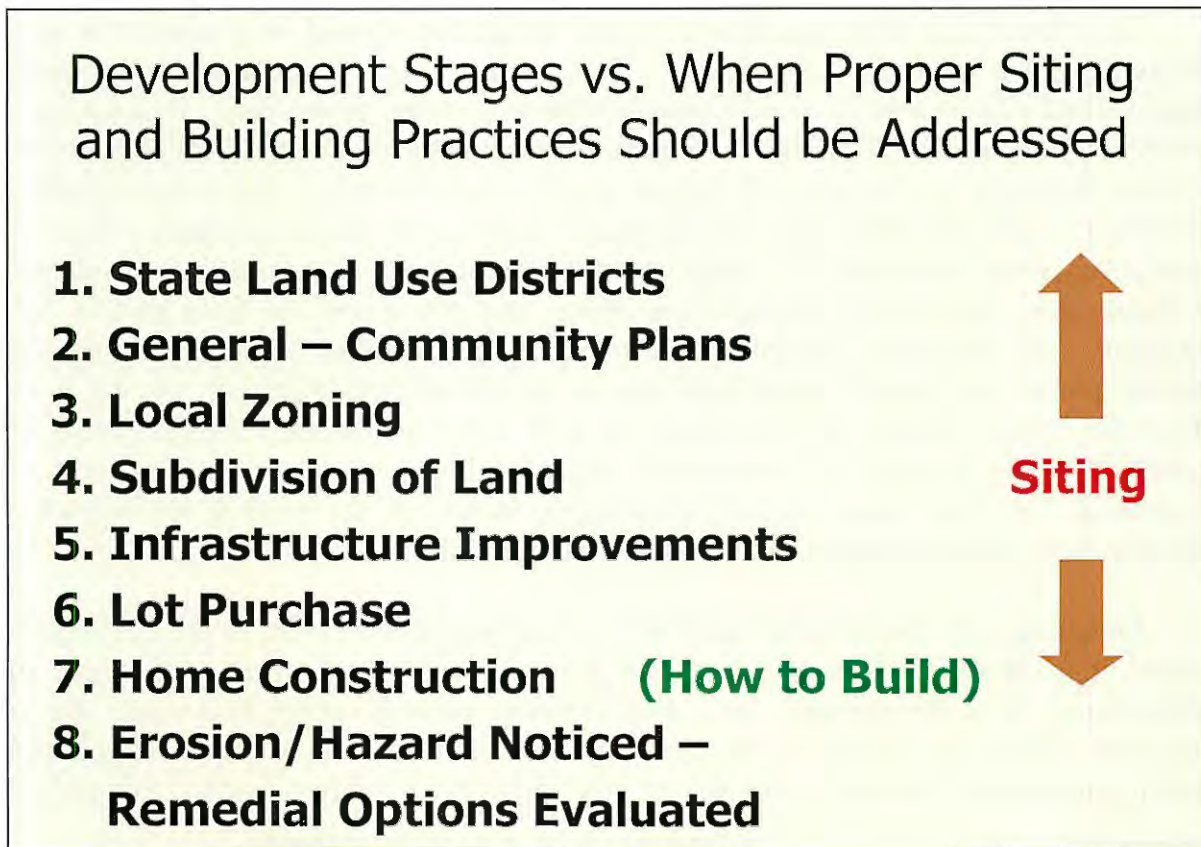 Development Stages vs. When Proper Siting
and Building Practices Should be Addressed
1. State Land Use Districts
2. General – Community Plans
3. Local Zoning
4. Subdivision of Land
Siting
5. Infrastructure Improvements
6. Lot Purchase
7. Home Construction (How to Build)
8. Erosion/Hazard Noticed –
Remedial Options Evaluated